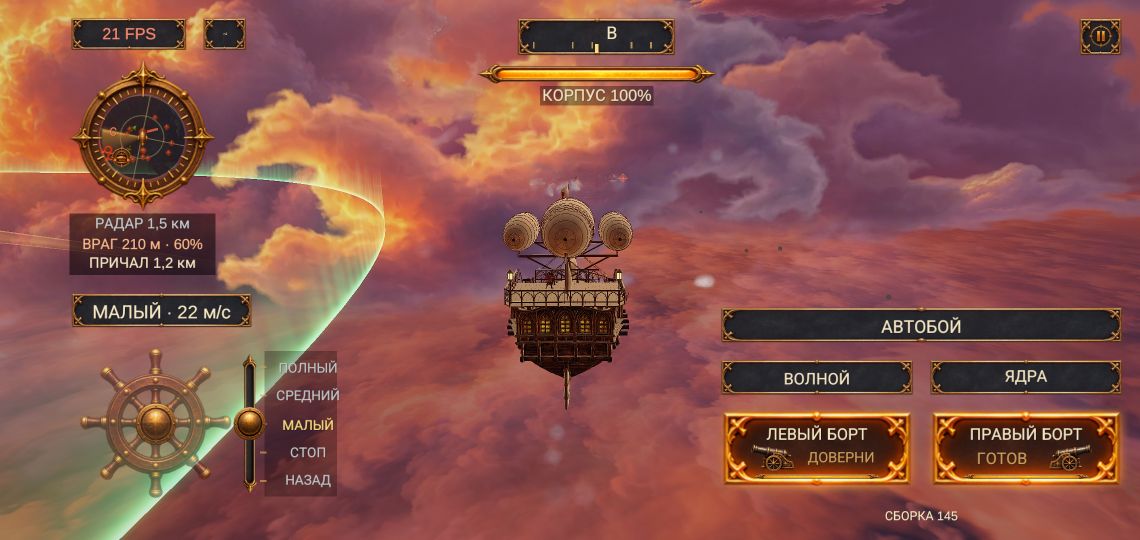 21 FPS
В
КОРПУС 100%
РАДАР 1,5 км
ВРАГ 210 м · 60%
ПРИЧАЛ 1,2 км
МАЛЫЙ · 22 м/с
ПОЛНЫЙ
СРЕДНИЙ
МАЛЫЙ
СТОП
НАЗАД
АВТОБОЙ
ВОЛНОЙ
ЯДРА
ЛЕВЫЙ БОРТ
ДОВЕРНИ
ПРАВЫЙ БОРТ
ГОТОВ
СБОРКА 145